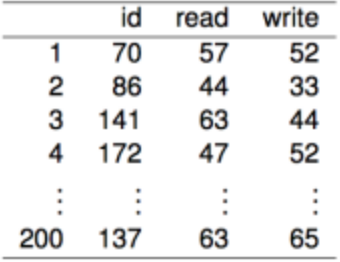 id read write
1 70 57 52
2 86 44 33
3 141 63 44
4 172 47 52
⋮ ⋮ ⋮ ⋮
200 137 63 65